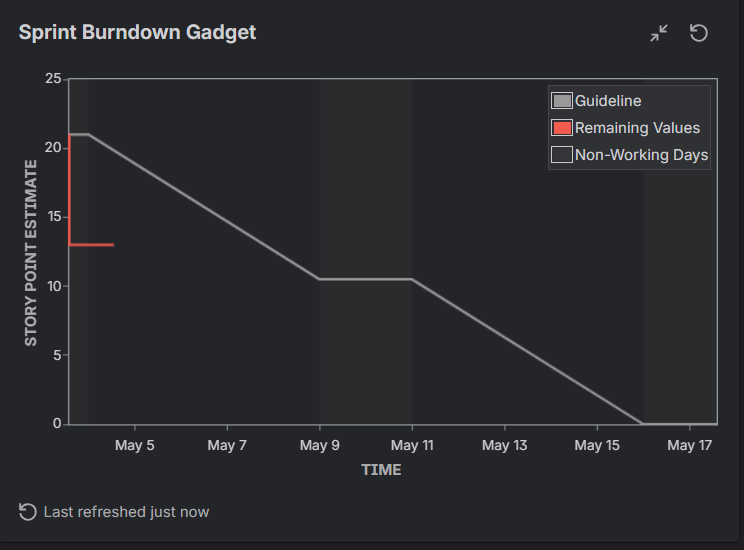 Sprint Burndown Gadget
25
20
15
10
5
0
STORY POINT ESTIMATE
Guideline
Remaining Values
Non-Working Days
May 5
May 7
May 9
May 11
May 13
May 15
May 17
TIME
Last refreshed just now